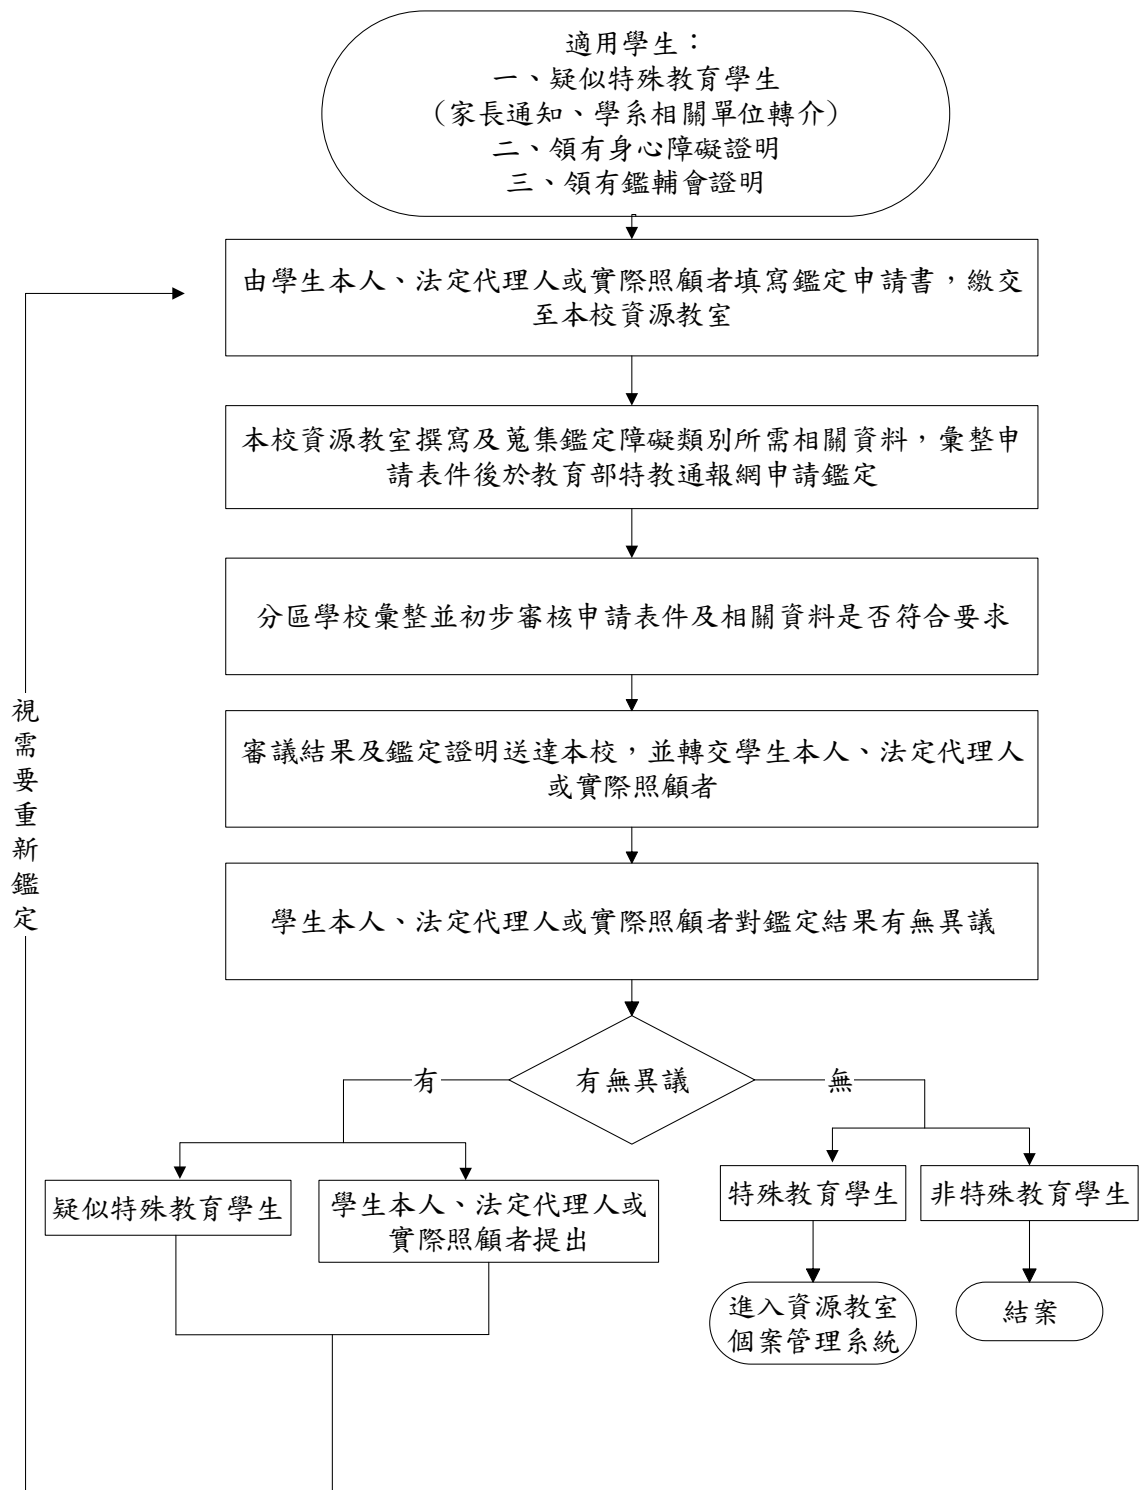 適用學生：
一、疑似特殊教育學生
（家長通知、學系相關單位轉介）
二、領有身心障礙證明
三、領有鑑輔會證明
由學生本人、法定代理人或實際照顧者填寫鑑定申請書，繳交
至本校資源教室
本校資源教室撰寫及蒐集鑑定障礙類別所需相關資料，彙整申
請表件後於教育部特教通報網申請鑑定
分區學校彙整並初步審核申請表件及相關資料是否符合要求
審議結果及鑑定證明送達本校，並轉交學生本人、法定代理人
或實際照顧者
學生本人、法定代理人或實際照顧者對鑑定結果有無異議
有無異議
有
無
疑似特殊教育學生
學生本人、法定代理人或
實際照顧者提出
特殊教育學生
非特殊教育學生
進入資源教室
個案管理系統
結案
視需要重新鑑定